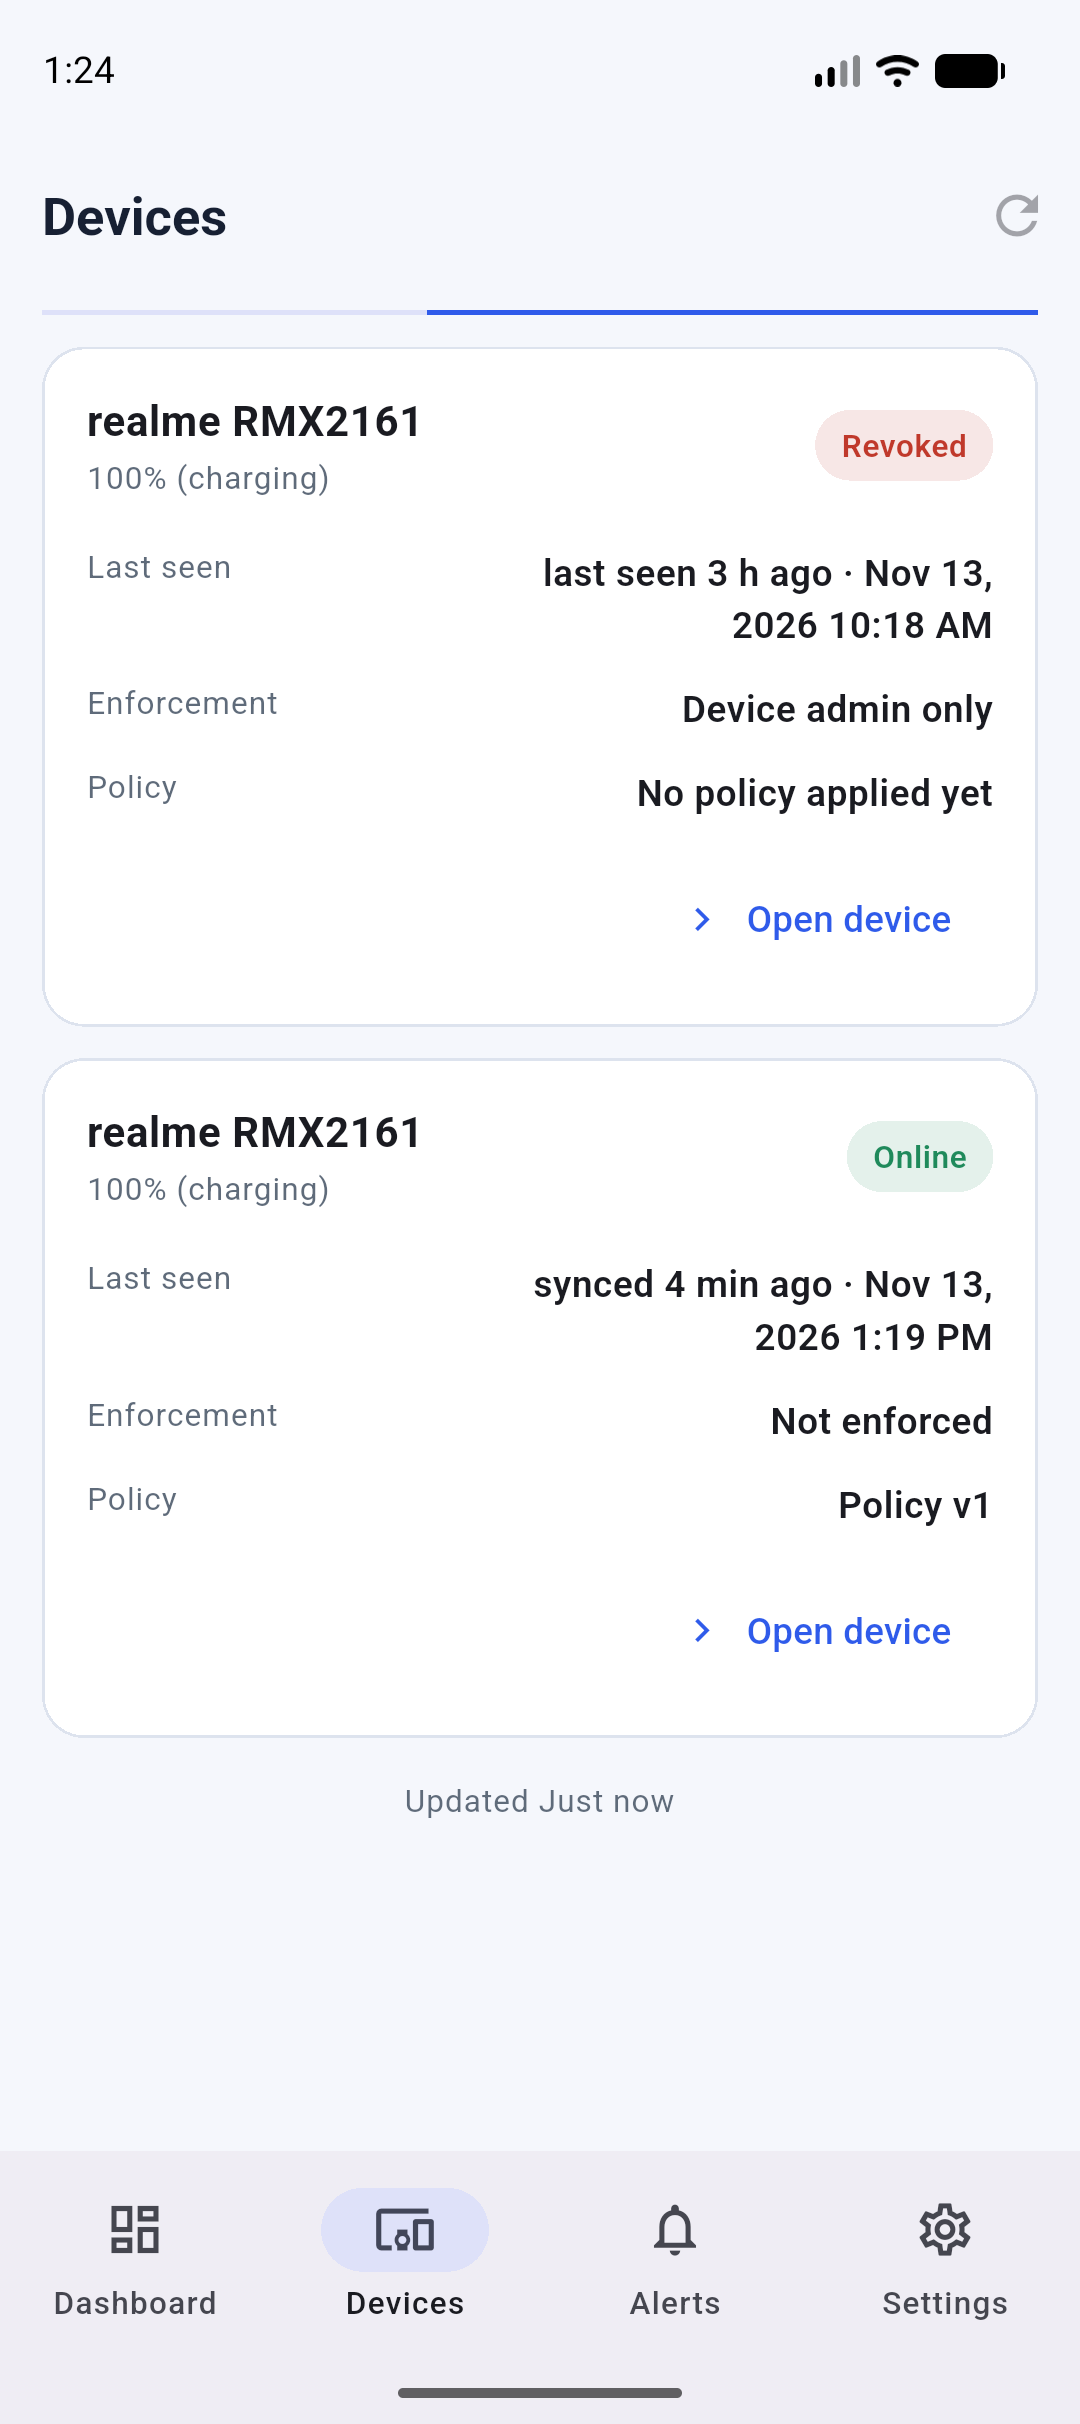 1:24
Devices
realme RMX2161
100% (charging)
Revoked
Last seen
last seen 3 h ago · Nov 13,
2026 10:18 AM
Enforcement
Device admin only
Policy
No policy applied yet
Open device
realme RMX2161
100% (charging)
Online
Last seen
synced 4 min ago · Nov 13,
2026 1:19 PM
Enforcement
Not enforced
Policy
Policy v1
Open device
Updated Just now
Dashboard
Devices
Alerts
Settings